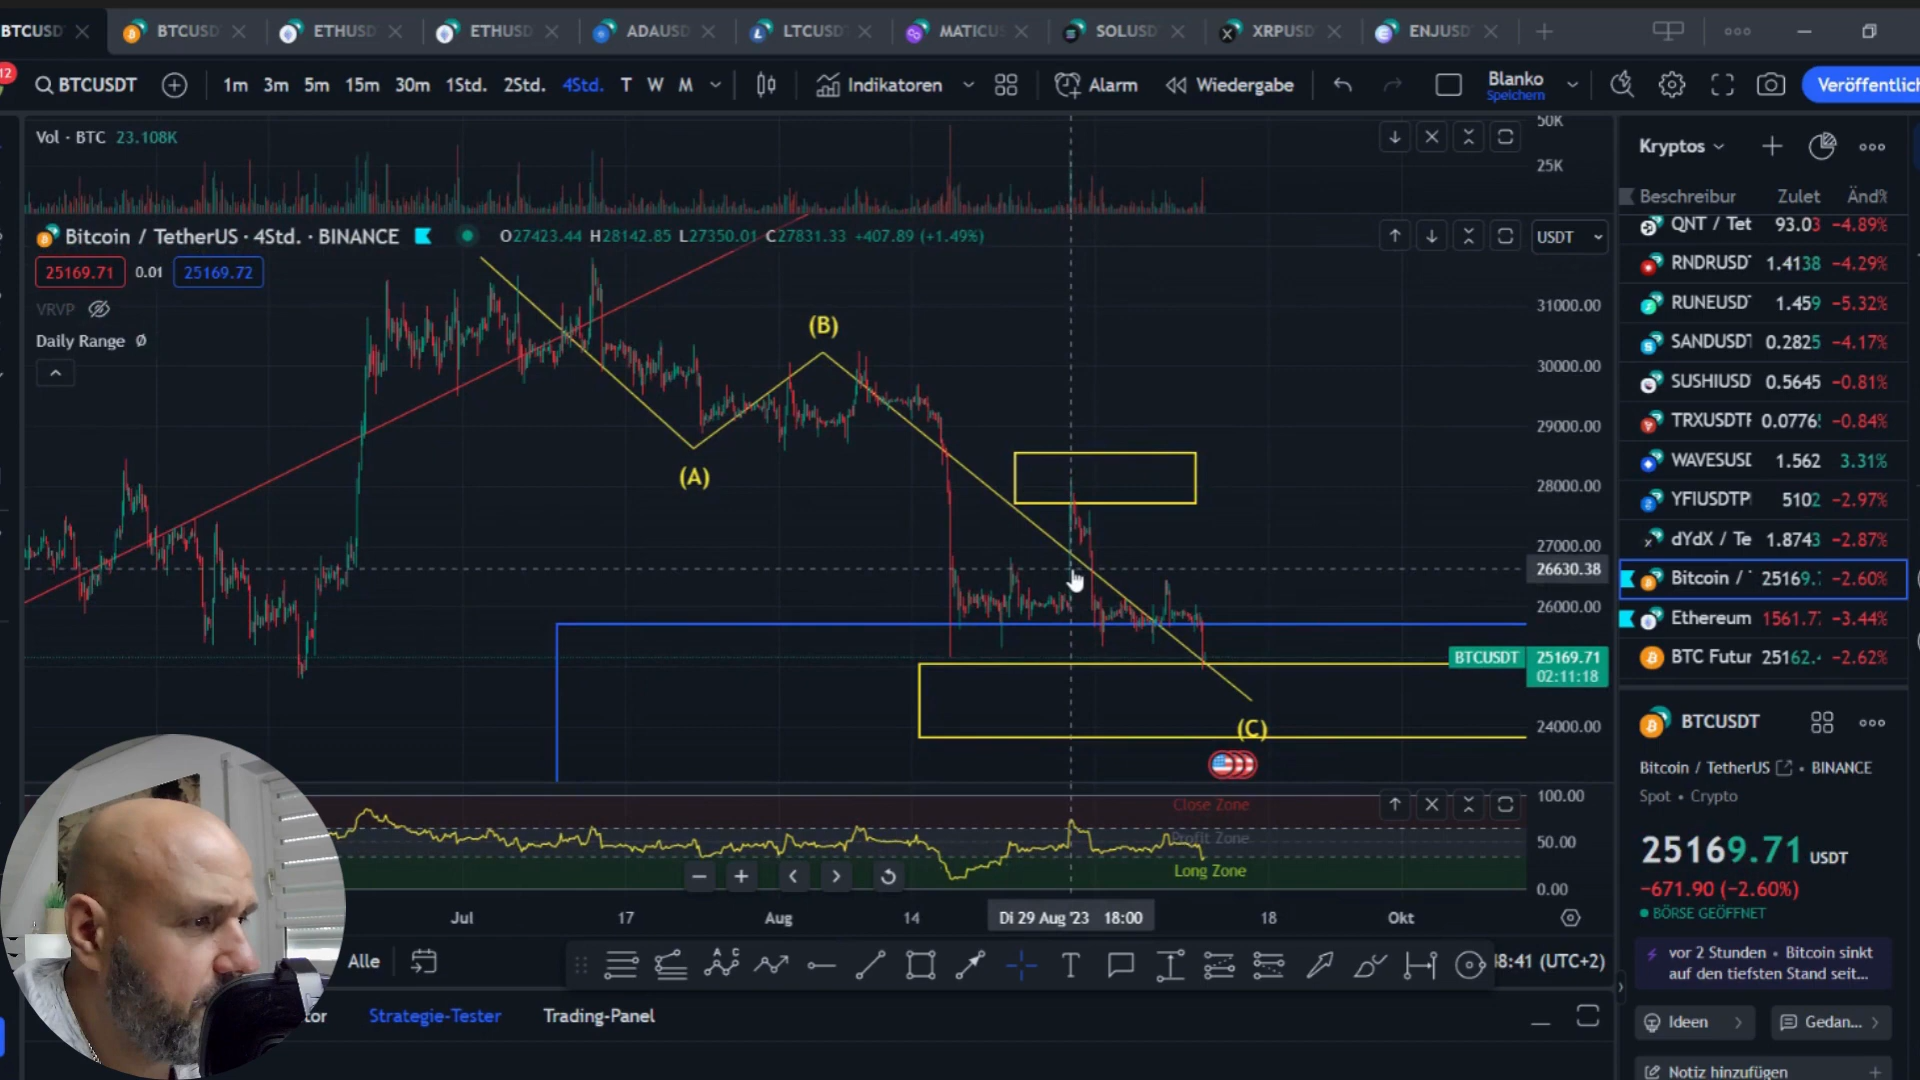 BTCUSD BTCUSD ETHUSD ETHUSD ADAUSD LTCUSD MATICUS SOLUSD XRPUSD ENJUSD
12 BTCUSDT 1m 3m 5m 15m 30m 1Std. 2Std. 4Std. T W M Indikatoren Alarm Wiedergabe Blanko Veröffentlich
Speichern
Vol · BTC 23.108K
50K
25K
Bitcoin / TetherUS · 4Std. · BINANCE O27423.44 H28142.85 L27350.01 C27831.33 +407.89 (+1.49%)
USDT
25169.71 0.01 25169.72
VRVP
Daily Range Ø
31000.00
30000.00
29000.00
28000.00
27000.00
26630.38
26000.00
BTCUSDT 25169.71
02:11:18
24000.00
(B)
(A)
(C)
Close Zone
Profit Zone
Long Zone
100.00
50.00
0.00
Jul 17 Aug 14 Di 29 Aug '23 18:00 18 Okt
Alle
8:41 (UTC+2)
tor Strategie-Tester Trading-Panel
Kryptos
Beschreibur Zulet Änd%
QNT / Tet 93.03 −4.89%
RNDRUSD 1.4138 −4.29%
RUNEUSD 1.459 −5.32%
SANDUSDT 0.2825 −4.17%
SUSHIUSD 0.5645 −0.81%
TRXUSDTF 0.0776 −0.84%
WAVESUSD 1.562 3.31%
YFIUSDTP 5102 −2.97%
dYdX / Te 1.8743 −2.87%
Bitcoin / 25169. −2.60%
Ethereum 1561.7 −3.44%
BTC Futur 25162. −2.62%
BTCUSDT
Bitcoin / TetherUS • BINANCE
Spot • Crypto
25169.71 USDT
−671.90 (−2.60%)
BÖRSE GEÖFFNET
vor 2 Stunden • Bitcoin sinkt
auf den tiefsten Stand seit...
Ideen Gedan...
Notiz hinzufügen